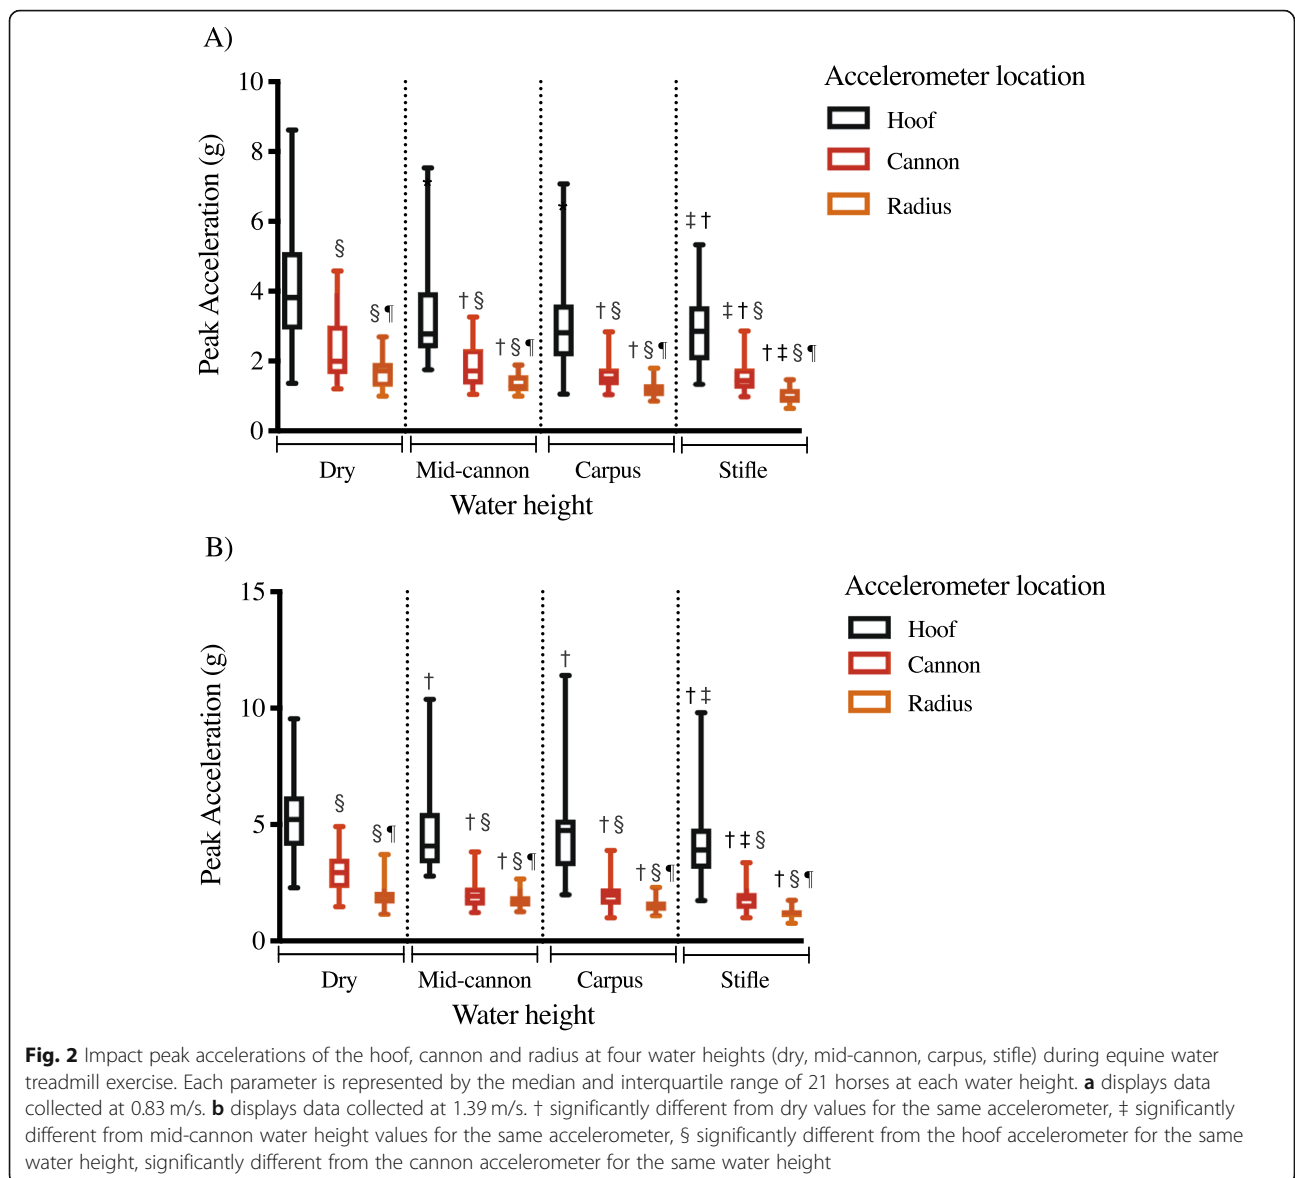 A)
10
8
6
4
2
0
Peak Acceleration (g)
§
§ ¶
† §
† § ¶
† §
† § ¶
‡ †
‡ † §
† ‡ § ¶
Dry
Mid-cannon
Carpus
Stifle
Water height
Accelerometer location
Hoof
Cannon
Radius
B)
15
10
5
0
Peak Acceleration (g)
§
§ ¶
†
† §
† § ¶
†
† §
† § ¶
† ‡
† ‡ §
† § ¶
Dry
Mid-cannon
Carpus
Stifle
Water height
Accelerometer location
Hoof
Cannon
Radius
Fig. 2 Impact peak accelerations of the hoof, cannon and radius at four water heights (dry, mid-cannon, carpus, stifle) during equine water
treadmill exercise. Each parameter is represented by the median and interquartile range of 21 horses at each water height. a displays data
collected at 0.83 m/s. b displays data collected at 1.39 m/s. † significantly different from dry values for the same accelerometer, ‡ significantly
different from mid-cannon water height values for the same accelerometer, § significantly different from the hoof accelerometer for the same
water height, significantly different from the cannon accelerometer for the same water height